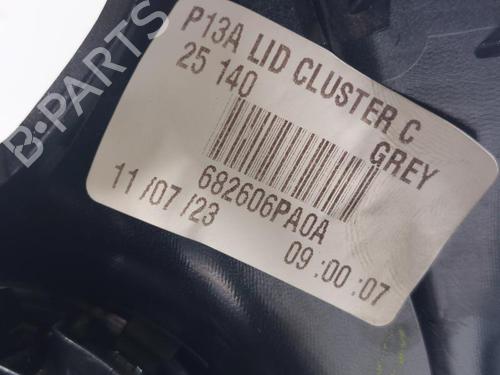 P13A LID CLUSTER C
25 140
GREY
682606PA0A
11 /07 /23
09 :00 :07
B-PARTS